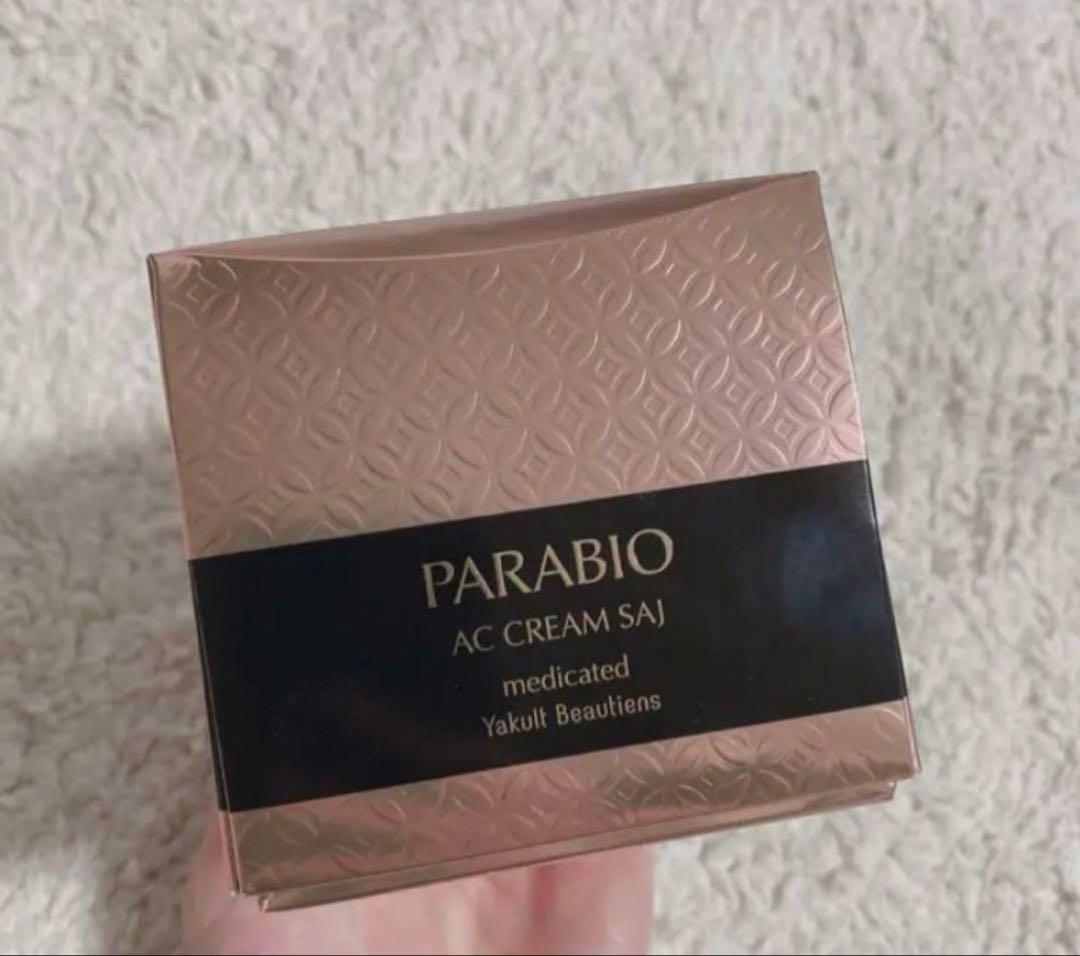 PARABIO
AC CREAM SAJ
medicated
Yakult Beautiens